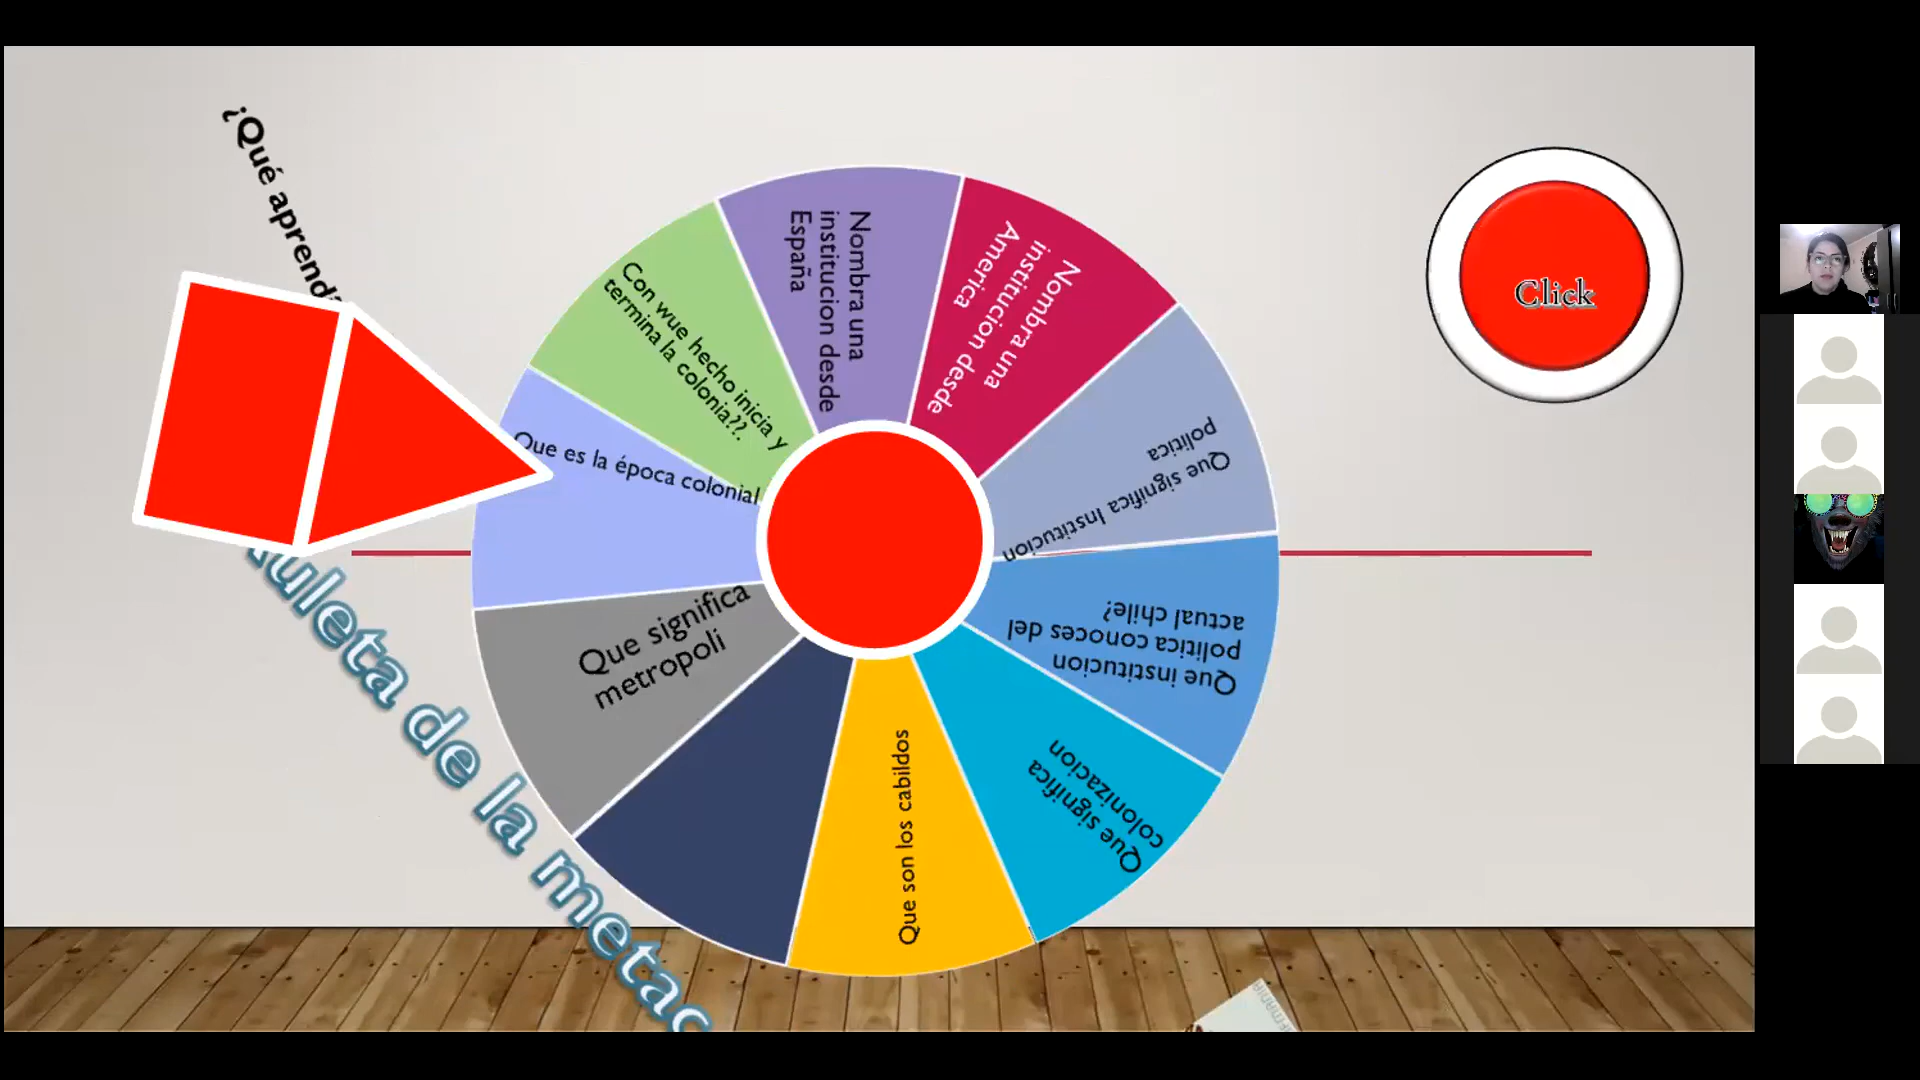 ¿Qué aprend
Click
Nombra una
institucion desde
España
Nombra una
institucion desde
America
Que significa Institucion
politica
Que institucion
politica conoces del
actual chile?
Que significa
colonizacion
Que son los cabildos
Que significa
metropoli
Que es la época colonial
Con wue hecho inicia y
termina la colonia??.
uleta de la metac